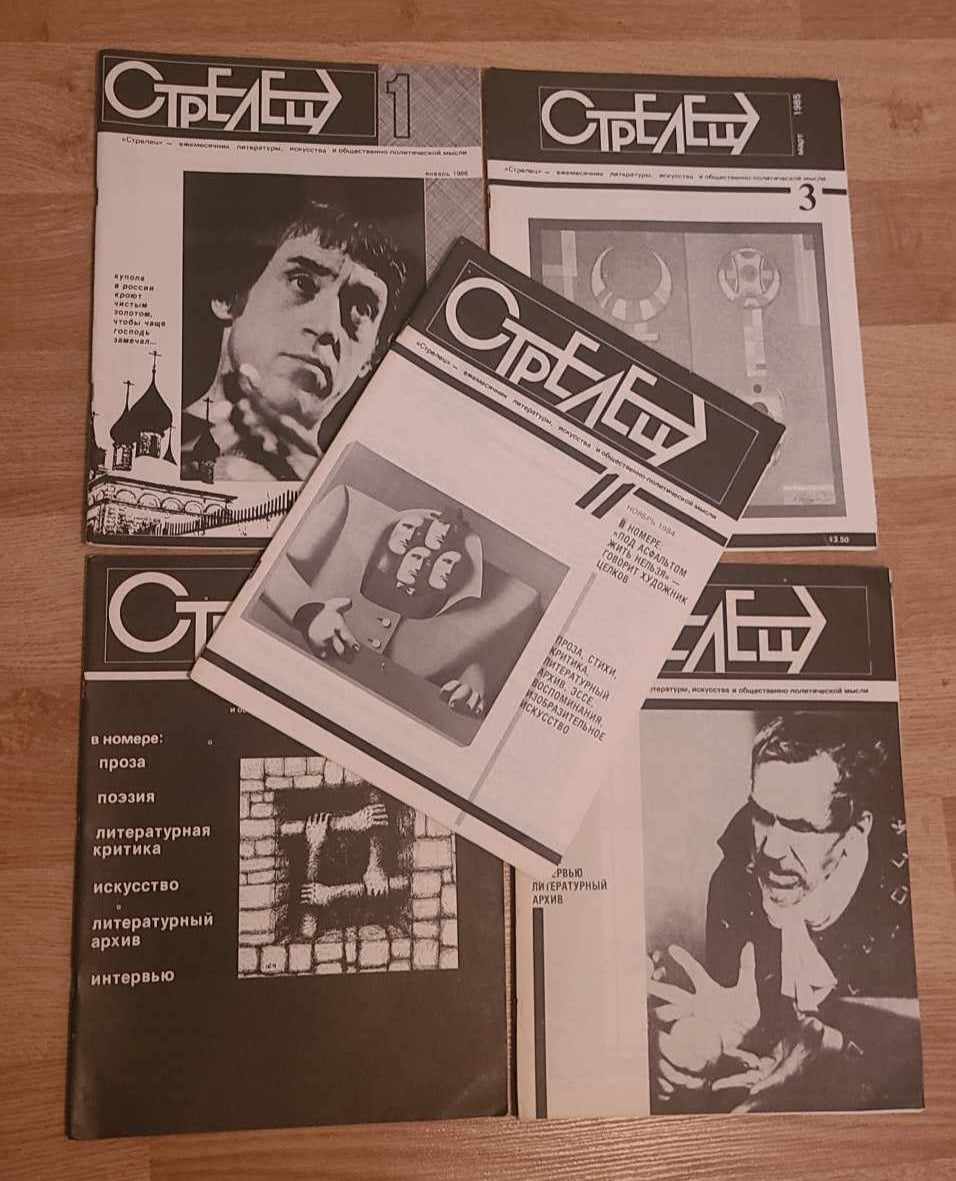 СТРЕЛЕЦ
1
«Стрелец» — ежемесячник литературы, искусства и общественно-политической мысли
январь 1986
купола
в россии
кроют
чистым
золотом,
чтобы чаще
господь
замечал...
СТРЕЛЕЦ
март 1985
«Стрелец» — ежемесячник литературы, искусства и общественно-политической мысли
3
$3.50
СТРЕЛЕЦ
«Стрелец» — ежемесячник литературы, искусства и общественно-политической мысли
11
НОЯБРЬ 1984
В НОМЕРЕ:
«ПОД АСФАЛЬТОМ
ЖИТЬ НЕЛЬЗЯ» —
ГОВОРИТ ХУДОЖНИК
ЦЕЛКОВ
ПРОЗА, СТИХИ,
КРИТИКА,
ЛИТЕРАТУРНЫЙ
АРХИВ, ЭССЕ,
ВОСПОМИНАНИЯ,
ИЗОБРАЗИТЕЛЬНОЕ
ИСКУССТВО
СТ
в номере:
проза
поэзия
литературная
критика
искусство
литературный
архив
интервью
ЛЕЦ
тературы, искусства и общественно-политической мысли
ЕРВЬЮ
ЛИТЕРАТУРНЫЙ
АРХИВ